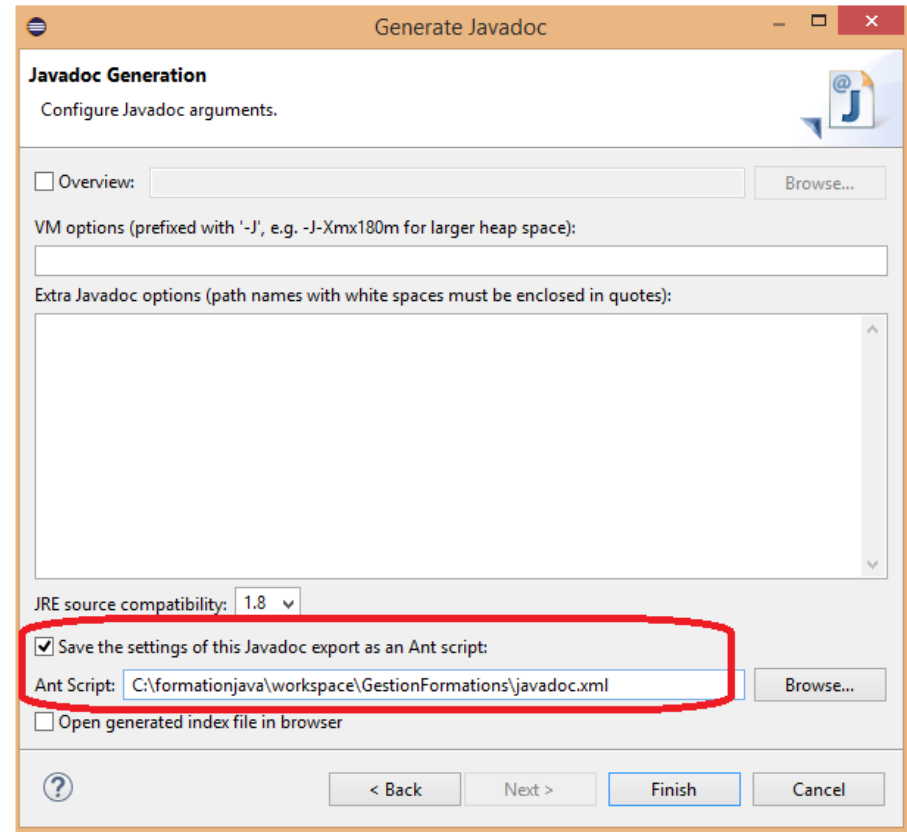 Generate Javadoc
Javadoc Generation
Configure Javadoc arguments.
@
J
Overview:
Browse...
VM options (prefixed with '-J', e.g. -J-Xmx180m for larger heap space):
Extra Javadoc options (path names with white spaces must be enclosed in quotes):
JRE source compatibility: 1.8
Save the settings of this Javadoc export as an Ant script:
Ant Script: C:\formationjava\workspace\GestionFormations\javadoc.xml Browse...
Open generated index file in browser
? < Back Next > Finish Cancel